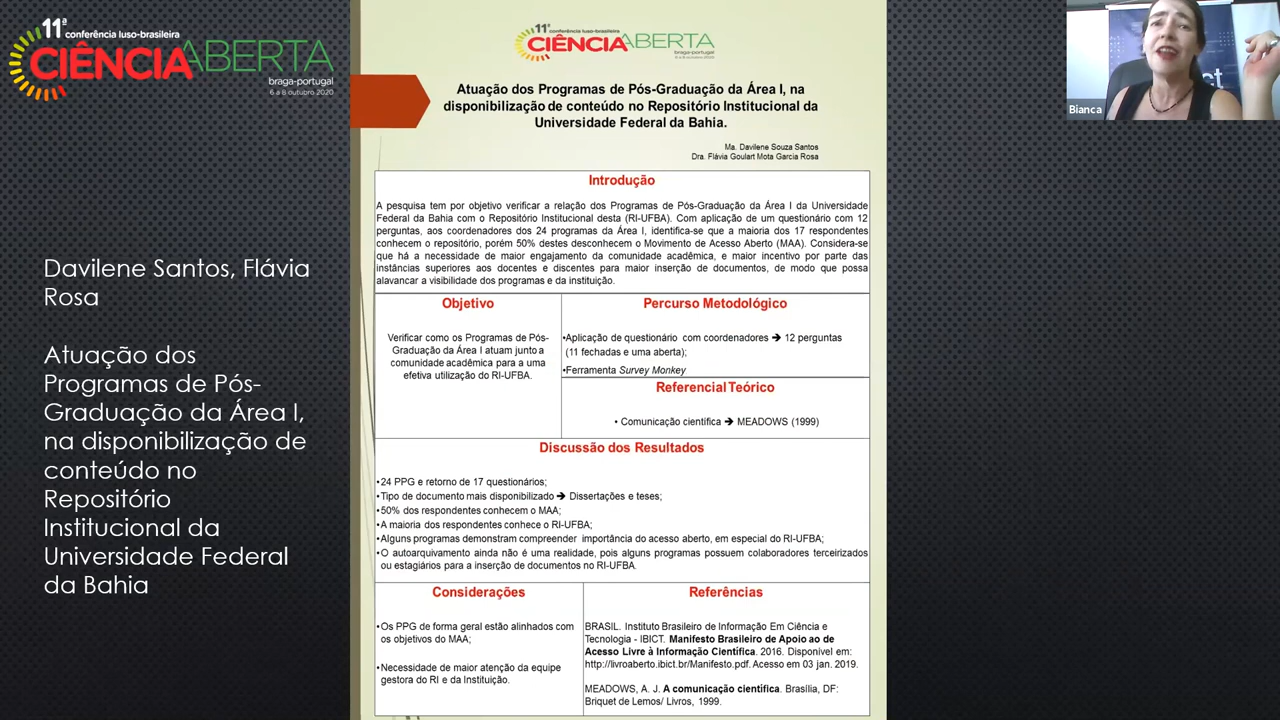 11ª
conferência luso-brasileira
CIÊNCIAABERTA
braga-portugal
6 a 8 outubro 2020
Davilene Santos, Flávia
Rosa
Atuação dos
Programas de Pós-
Graduação da Área I,
na disponibilização de
conteúdo no
Repositório
Institucional da
Universidade Federal
da Bahia
11ª
conferência luso-brasileira
CIÊNCIAABERTA
braga-portugal
6 a 8 outubro 2020
Atuação dos Programas de Pós-Graduação da Área I, na
disponibilização de conteúdo no Repositório Institucional da
Universidade Federal da Bahia.
Ma. Davilene Souza Santos
Dra. Flávia Goulart Mota Garcia Rosa
Introdução
A pesquisa tem por objetivo verificar a relação dos Programas de Pós-Graduação da Área I da Universidade
Federal da Bahia com o Repositório Institucional desta (RI-UFBA). Com aplicação de um questionário com 12
perguntas, aos coordenadores dos 24 programas da Área I, identifica-se que a maioria dos 17 respondentes
conhecem o repositório, porém 50% destes desconhecem o Movimento de Acesso Aberto (MAA). Considera-se
que há a necessidade de maior engajamento da comunidade acadêmica, e maior incentivo por parte das
instâncias superiores aos docentes e discentes para maior inserção de documentos, de modo que possa
alavancar a visibilidade dos programas e da instituição.
Objetivo
Verificar como os Programas de Pós-
Graduação da Área I atuam junto a
comunidade acadêmica para a uma
efetiva utilização do RI-UFBA.
Percurso Metodológico
•Aplicação de questionário com coordenadores ➔ 12 perguntas
(11 fechadas e uma aberta);
•Ferramenta Survey Monkey
Referencial Teórico
• Comunicação científica ➔ MEADOWS (1999)
Discussão dos Resultados
•24 PPG e retorno de 17 questionários;
•Tipo de documento mais disponibilizado ➔ Dissertações e teses;
•50% dos respondentes conhecem o MAA;
•A maioria dos respondentes conhece o RI-UFBA;
•Alguns programas demonstram compreender importância do acesso aberto, em especial do RI-UFBA;
•O autoarquivamento ainda não é uma realidade, pois alguns programas possuem colaboradores terceirizados
ou estagiários para a inserção de documentos no RI-UFBA.
Considerações
•Os PPG de forma geral estão alinhados com
os objetivos do MAA;
•Necessidade de maior atenção da equipe
gestora do RI e da Instituição.
Referências
BRASIL. Instituto Brasileiro de Informação Em Ciência e
Tecnologia - IBICT. Manifesto Brasileiro de Apoio ao de
Acesso Livre à Informação Científica. 2016. Disponível em:
http://livroaberto.ibict.br/Manifesto.pdf. Acesso em 03 jan. 2019.
MEADOWS, A. J. A comunicação científica. Brasília, DF:
Briquet de Lemos/ Livros, 1999.
Bianca